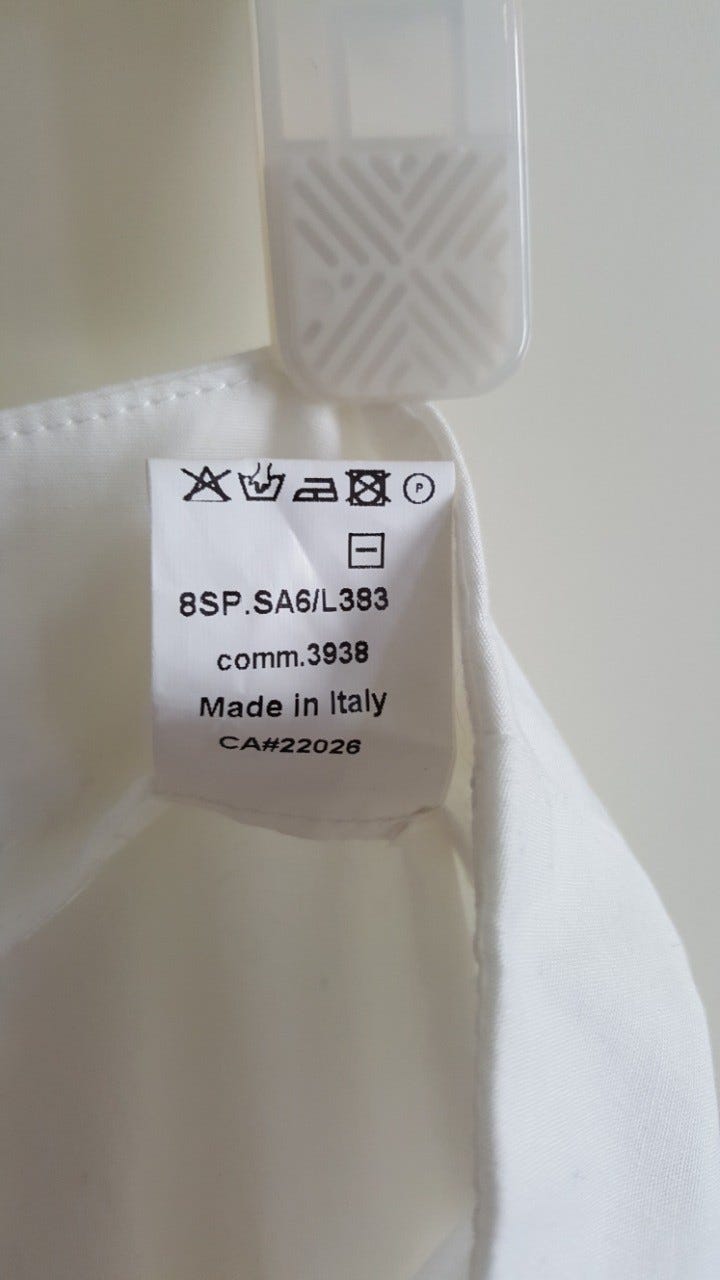 P
8SP.SA6/L383
comm.3938
Made in Italy
CA#22026